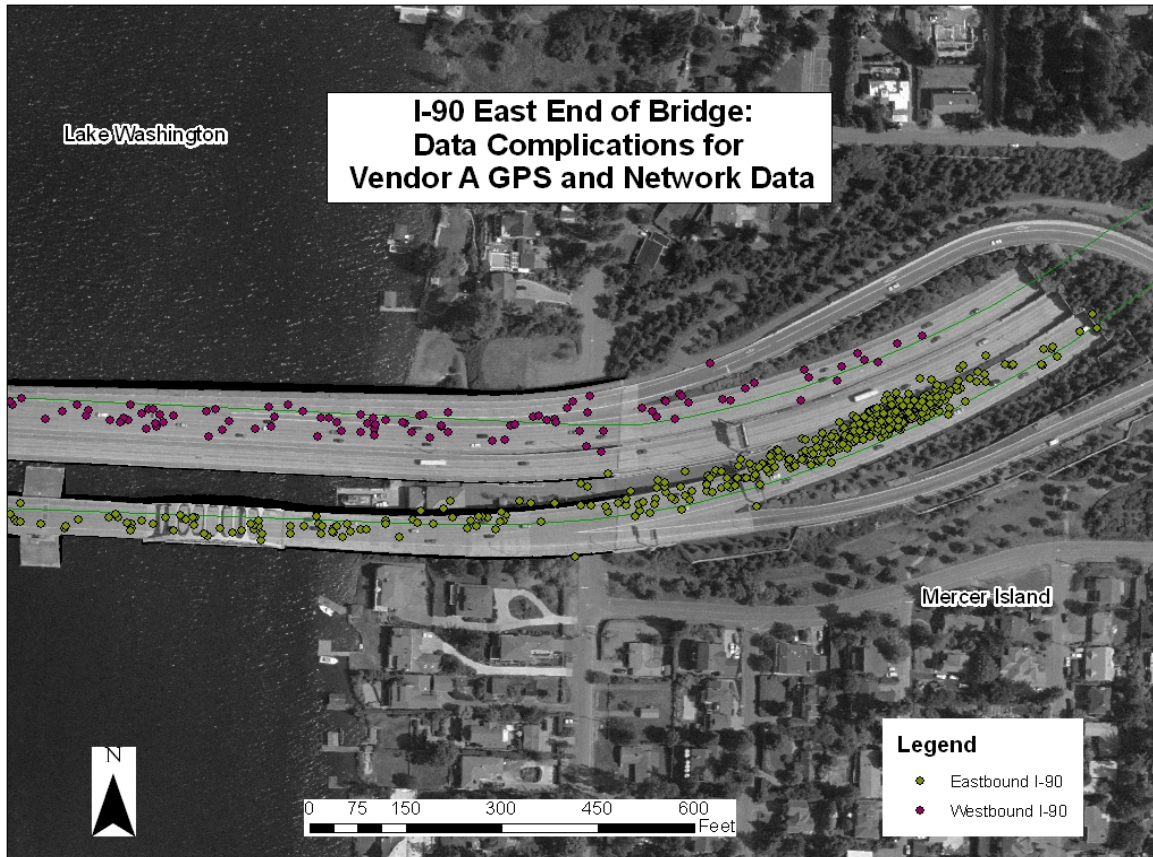 I-90 East End of Bridge:
Data Complications for
Vendor A GPS and Network Data
Lake Washington
Mercer Island
N
0 75 150 300 450 600
Feet
Legend
Eastbound I-90
Westbound I-90